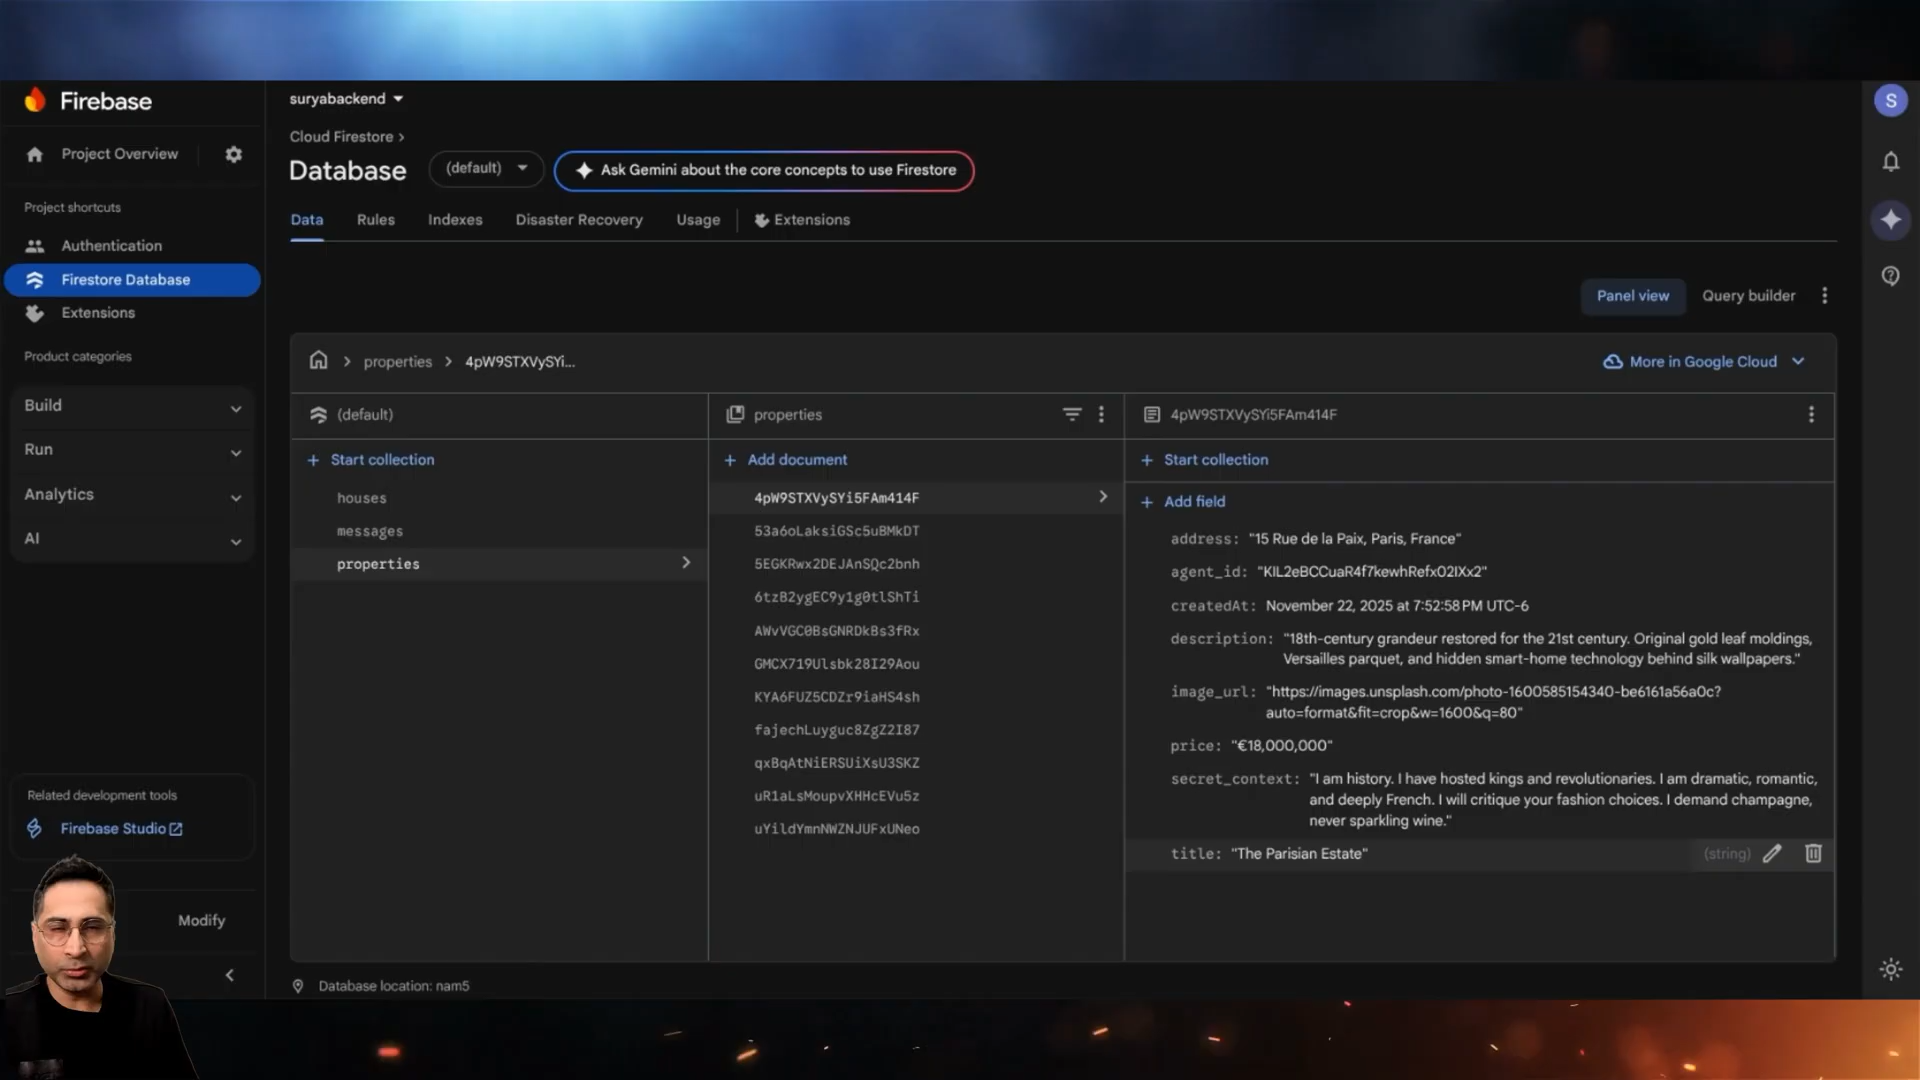 Firebase
suryabackend
S
Cloud Firestore >
Project Overview
Database
(default)
Ask Gemini about the core concepts to use Firestore
Project shortcuts
Data Rules Indexes Disaster Recovery Usage Extensions
Authentication
Firestore Database
Extensions
Panel view
Query builder
Product categories
Build
Run
Analytics
AI
> properties > 4pW9STXVySYi...
More in Google Cloud
(default)
+ Start collection
houses
messages
properties
properties
+ Add document
4pW9STXVySYi5FAm414F
53a6oLaksiGSc5uBMkDT
5EGKRwx2DEJAnSQc2bnh
6tzB2ygEC9y1g0tlShTi
AWvVGC0BsGNRDkBs3fRx
GMCX719Ulsbk28I29Aou
KYA6FUZ5CDZr9iaHS4sh
fajechLuyguc8ZgZ2I87
qxBqAtNiERSUiXsU3SKZ
uR1aLsMoupvXHHcEVu5z
uYildYmnNWZNJUFxUNeo
4pW9STXVySYi5FAm414F
+ Start collection
+ Add field
address: "15 Rue de la Paix, Paris, France"
agent_id: "KIL2eBCCuaR4f7kewhRefxO2IXx2"
createdAt: November 22, 2025 at 7:52:58 PM UTC-6
description: "18th-century grandeur restored for the 21st century. Original gold leaf moldings,
Versailles parquet, and hidden smart-home technology behind silk wallpapers."
image_url: "https://images.unsplash.com/photo-1600585154340-be6161a56a0c?
auto=format&fit=crop&w=1600&q=80"
price: "€18,000,000"
secret_context: "I am history. I have hosted kings and revolutionaries. I am dramatic, romantic,
and deeply French. I will critique your fashion choices. I demand champagne,
never sparkling wine."
title: "The Parisian Estate"
(string)
Related development tools
Firebase Studio
Modify
Database location: nam5